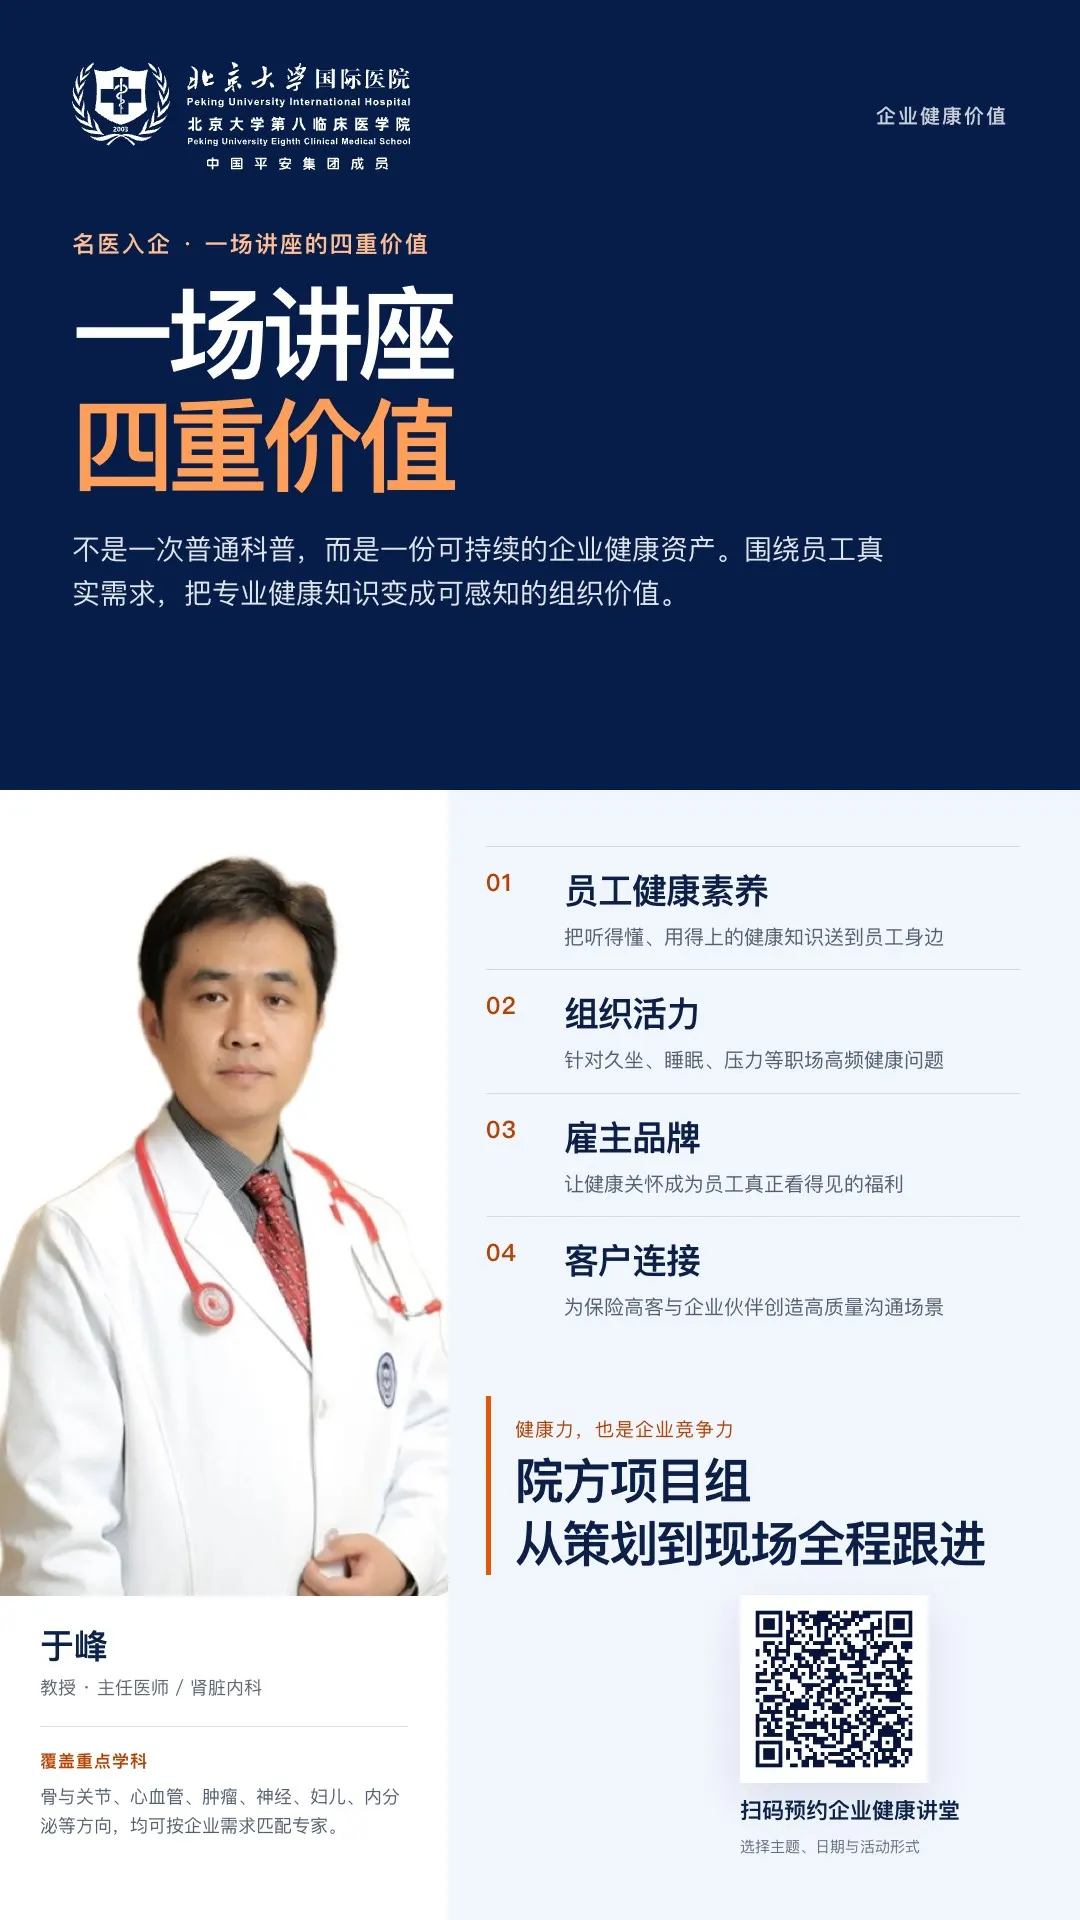 北京大学国际医院
Peking University International Hospital
北京大学第八临床医学院
Peking University Eighth Clinical Medical School
中国平安集团成员
2003
企业健康价值
名医入企 · 一场讲座的四重价值
一场讲座
四重价值
不是一次普通科普，而是一份可持续的企业健康资产。围绕员工真
实需求，把专业健康知识变成可感知的组织价值。
01
员工健康素养
把听得懂、用得上的健康知识送到员工身边
02
组织活力
针对久坐、睡眠、压力等职场高频健康问题
03
雇主品牌
让健康关怀成为员工真正看得见的福利
04
客户连接
为保险高客与企业伙伴创造高质量沟通场景
健康力，也是企业竞争力
院方项目组
从策划到现场全程跟进
于峰
教授 · 主任医师 / 肾脏内科
覆盖重点学科
骨与关节、心血管、肿瘤、神经、妇儿、内分
泌等方向，均可按企业需求匹配专家。
扫码预约企业健康讲堂
选择主题、日期与活动形式